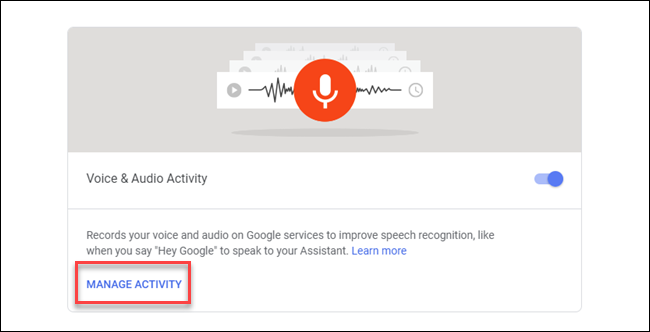 Voice & Audio Activity
Records your voice and audio on Google services to improve speech recognition, like
when you say "Hey Google" to speak to your Assistant. Learn more
MANAGE ACTIVITY